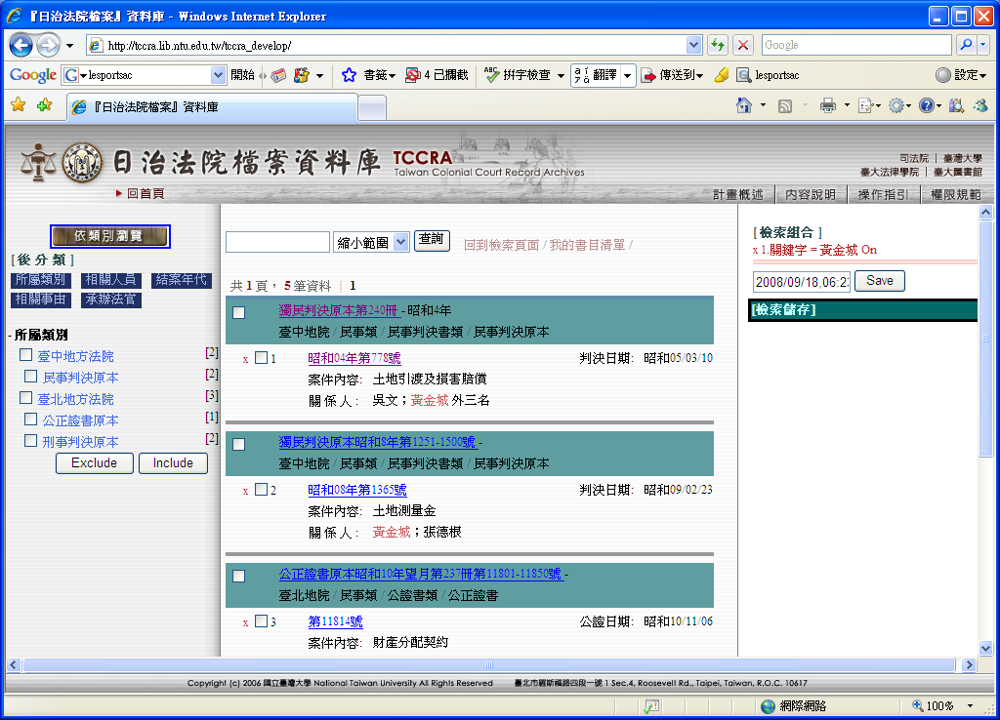 『日治法院檔案』資料庫 - Windows Internet Explorer
http://tccra.lib.ntu.edu.tw/tccra_develop/
Google
Google G lesportsac 開始 書籤 4 已攔截 拼字檢查 翻譯 傳送到 lesportsac 設定
『日治法院檔案』資料庫
日治法院檔案資料庫 TCCRA
Taiwan Colonial Court Record Archives
司法院 | 臺灣大學
臺大法律學院 | 臺大圖書館
回首頁
計畫概述 內容說明 操作指引 權限規範
依類別瀏覽
[後分類]
所屬類別 相關人員 結案年代
相關事由 承辦法官
- 所屬類別
臺中地方法院 [2]
民事判決原本 [2]
臺北地方法院 [3]
公正證書原本 [1]
刑事判決原本 [2]
Exclude Include
縮小範圍 查詢 回到檢索頁面 / 我的書目清單 /
共 1 頁， 5 筆資料 | 1
獨民判決原本第240冊 - 昭和4年
臺中地院 / 民事類 / 民事判決書類 / 民事判決原本
x 1 昭和04年第778號 判決日期: 昭和05/03/10
案件內容: 土地引渡及損害賠償
關係人: 吳文；黃金城 外三名
獨民判決原本昭和8年第1251-1500號 -
臺中地院 / 民事類 / 民事判決書類 / 民事判決原本
x 2 昭和08年第1365號 判決日期: 昭和09/02/23
案件內容: 土地測量金
關係人: 黃金城；張德根
公正證書原本昭和10年望月第237冊第11801-11850號 -
臺北地院 / 民事類 / 公證書類 / 公正證書
x 3 第11814號 公證日期: 昭和10/11/06
案件內容: 財產分配契約
[檢索組合]
x 1.關鍵字 = 黃金城 On
2008/09/18,06:2 Save
[檢索儲存]
Copyright (c) 2006 國立臺灣大學 National Taiwan University All Rights Reserved 臺北市羅斯福路四段一號 1 Sec.4, Roosevelt Rd., Taipei, Taiwan, R.O.C. 10617
網際網路 100%